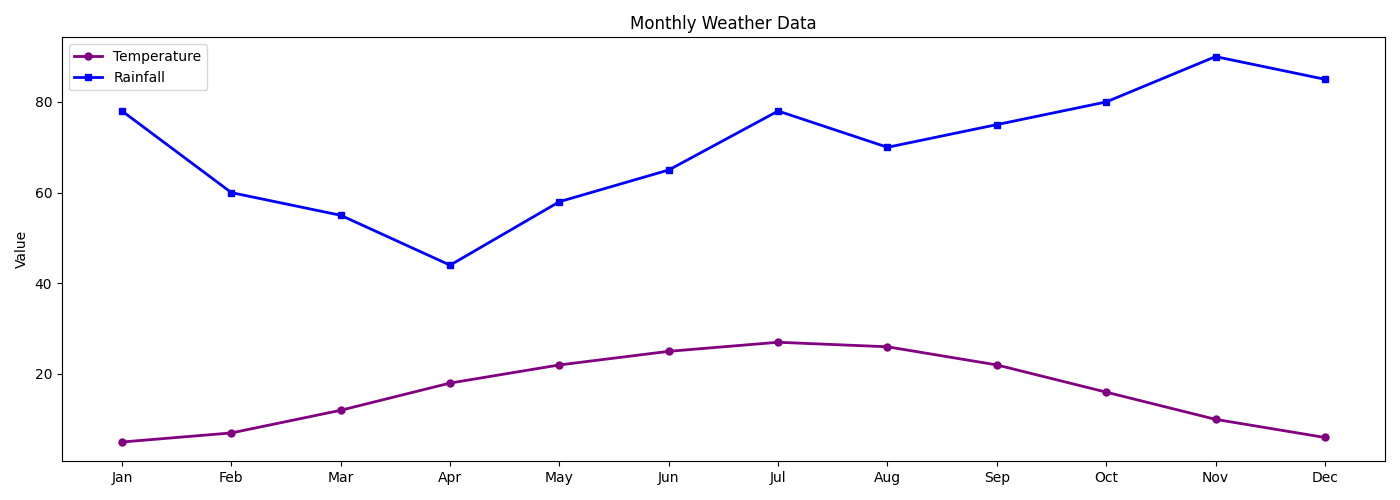 Monthly Weather Data
Temperature
Rainfall
Value
80
60
40
20
Jan Feb Mar Apr May Jun Jul Aug Sep Oct Nov Dec